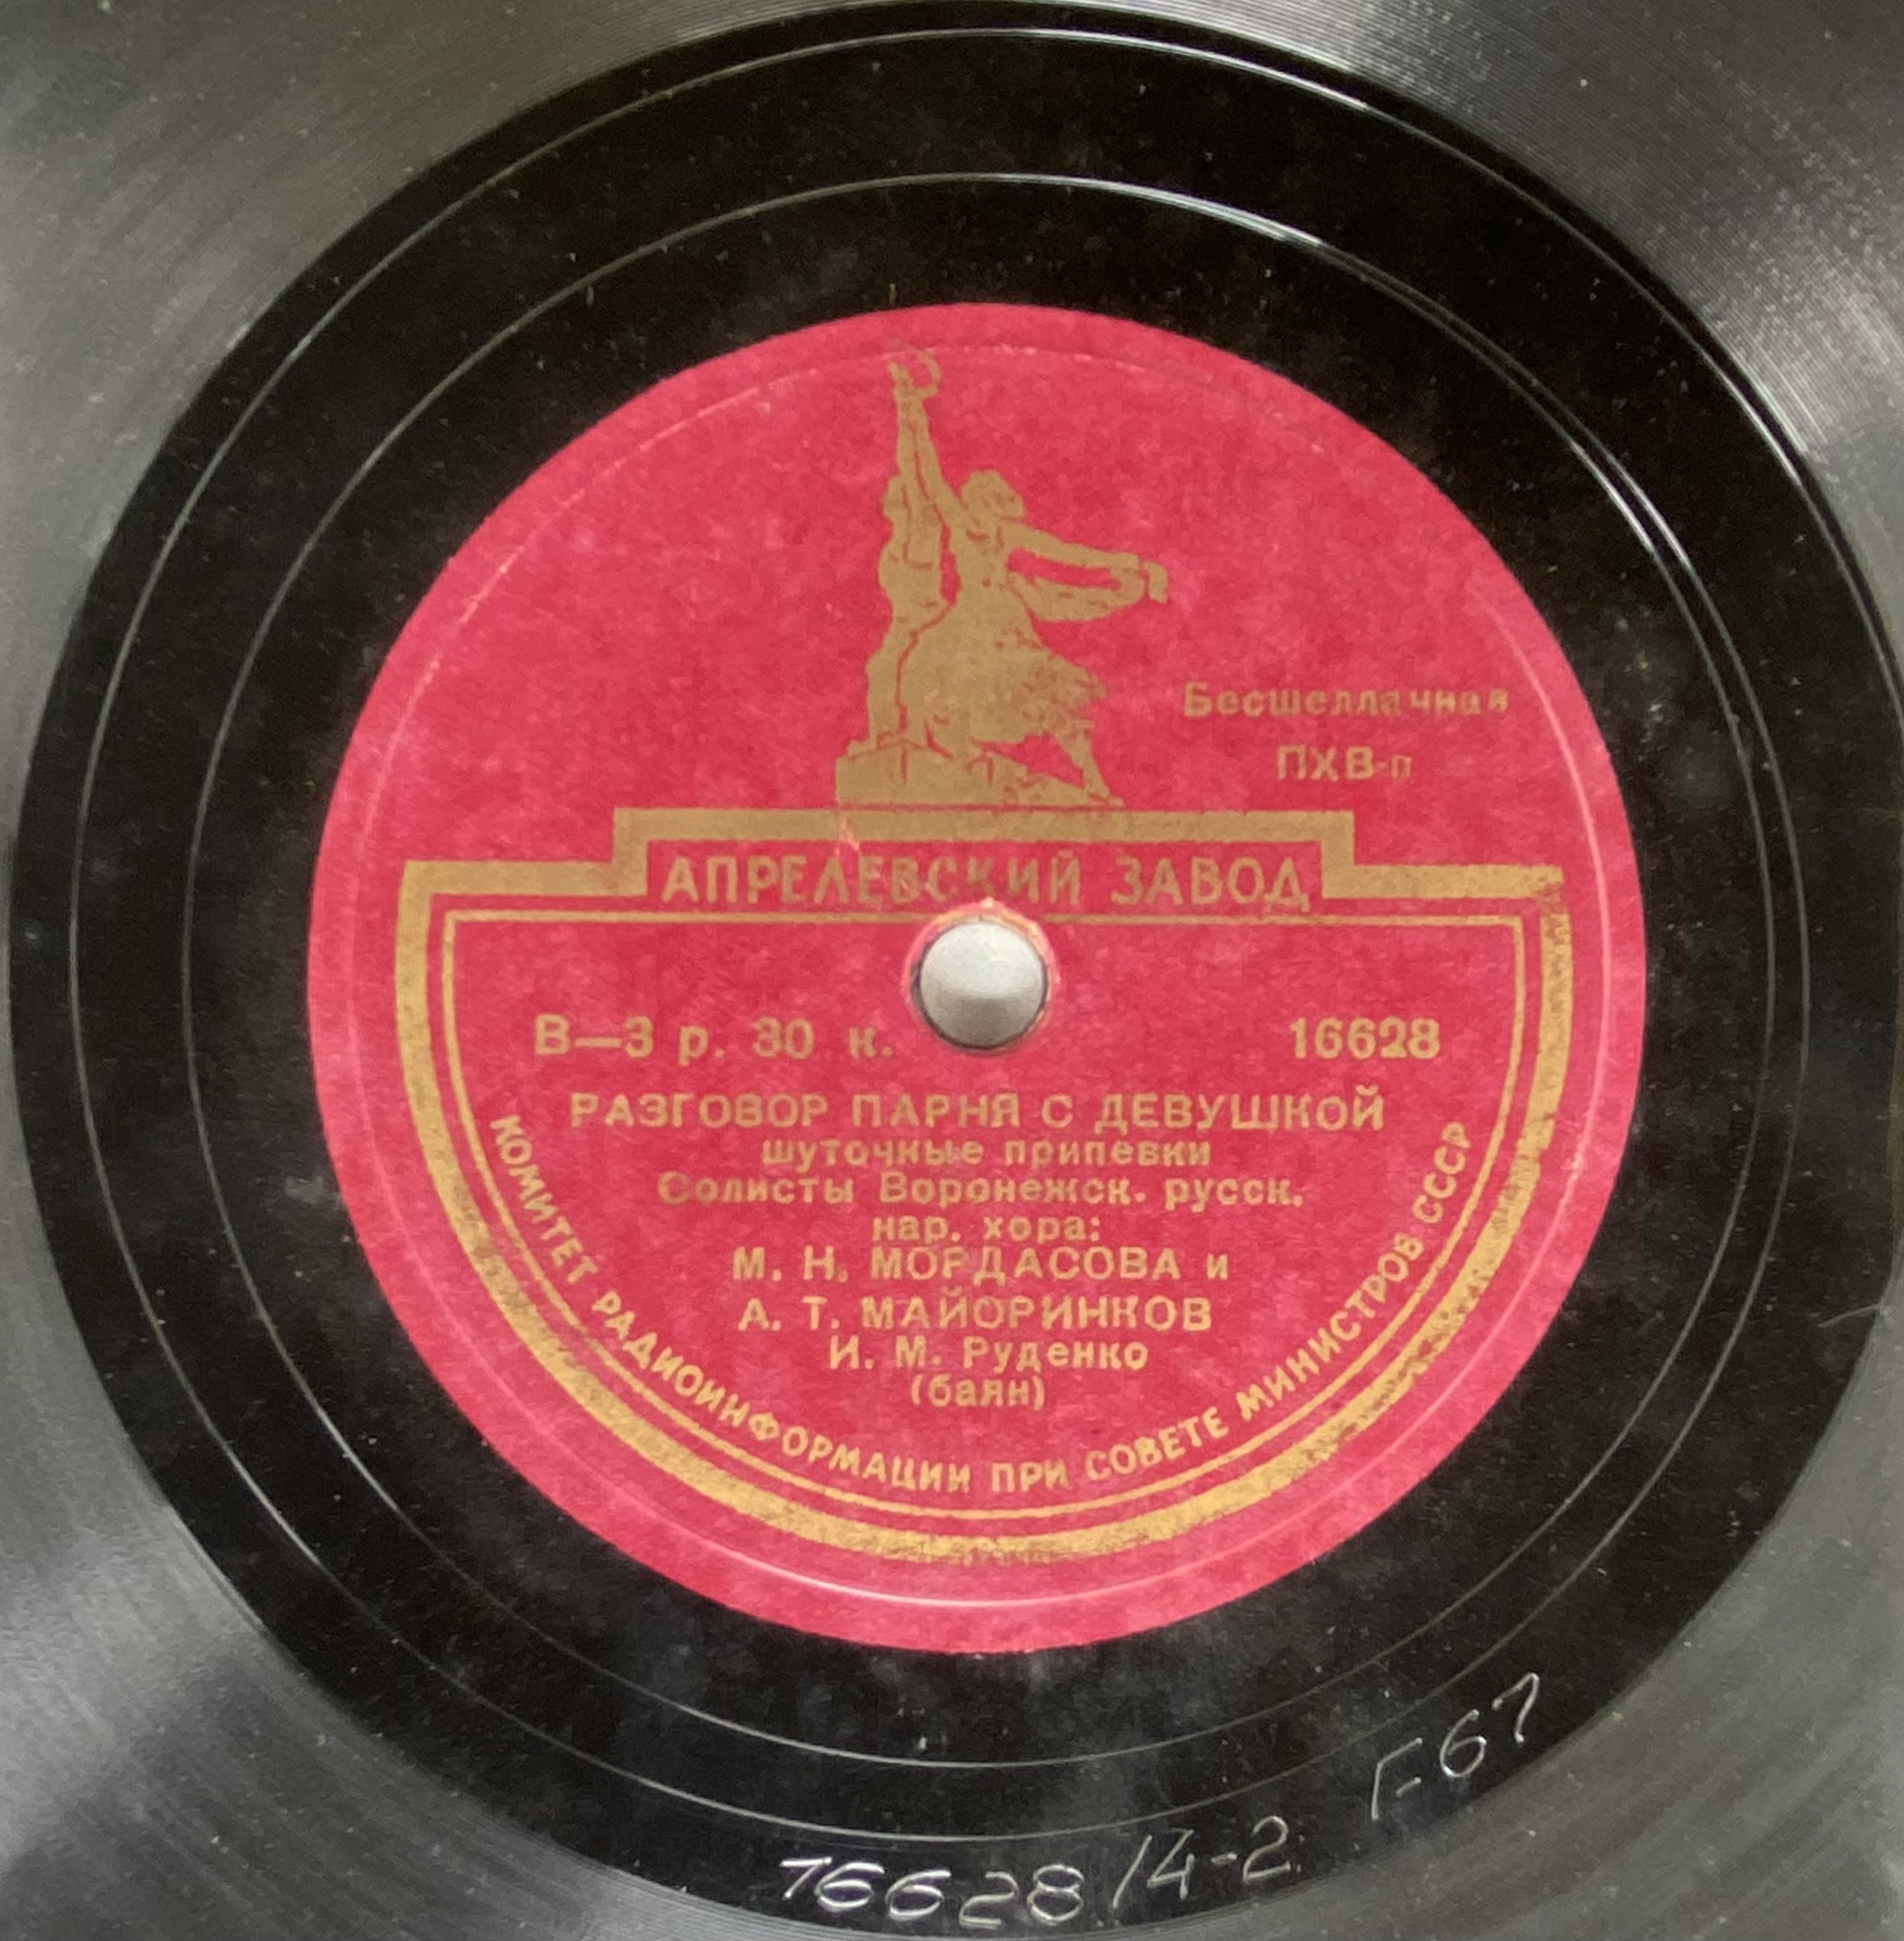 Бесшеллачная
ПХВ-п
АПРЕЛЕВСКИЙ ЗАВОД
В—3 р. 30 к. 16628
РАЗГОВОР ПАРНЯ С ДЕВУШКОЙ
шуточные припевки
Солисты Воронежск. русск.
нар. хора:
М. Н. МОРДАСОВА и
А. Т. МАЙОРИНКОВ
И. М. Руденко
(баян)
КОМИТЕТ РАДИОИНФОРМАЦИИ ПРИ СОВЕТЕ МИНИСТРОВ СССР
16628/4-2 Г-67